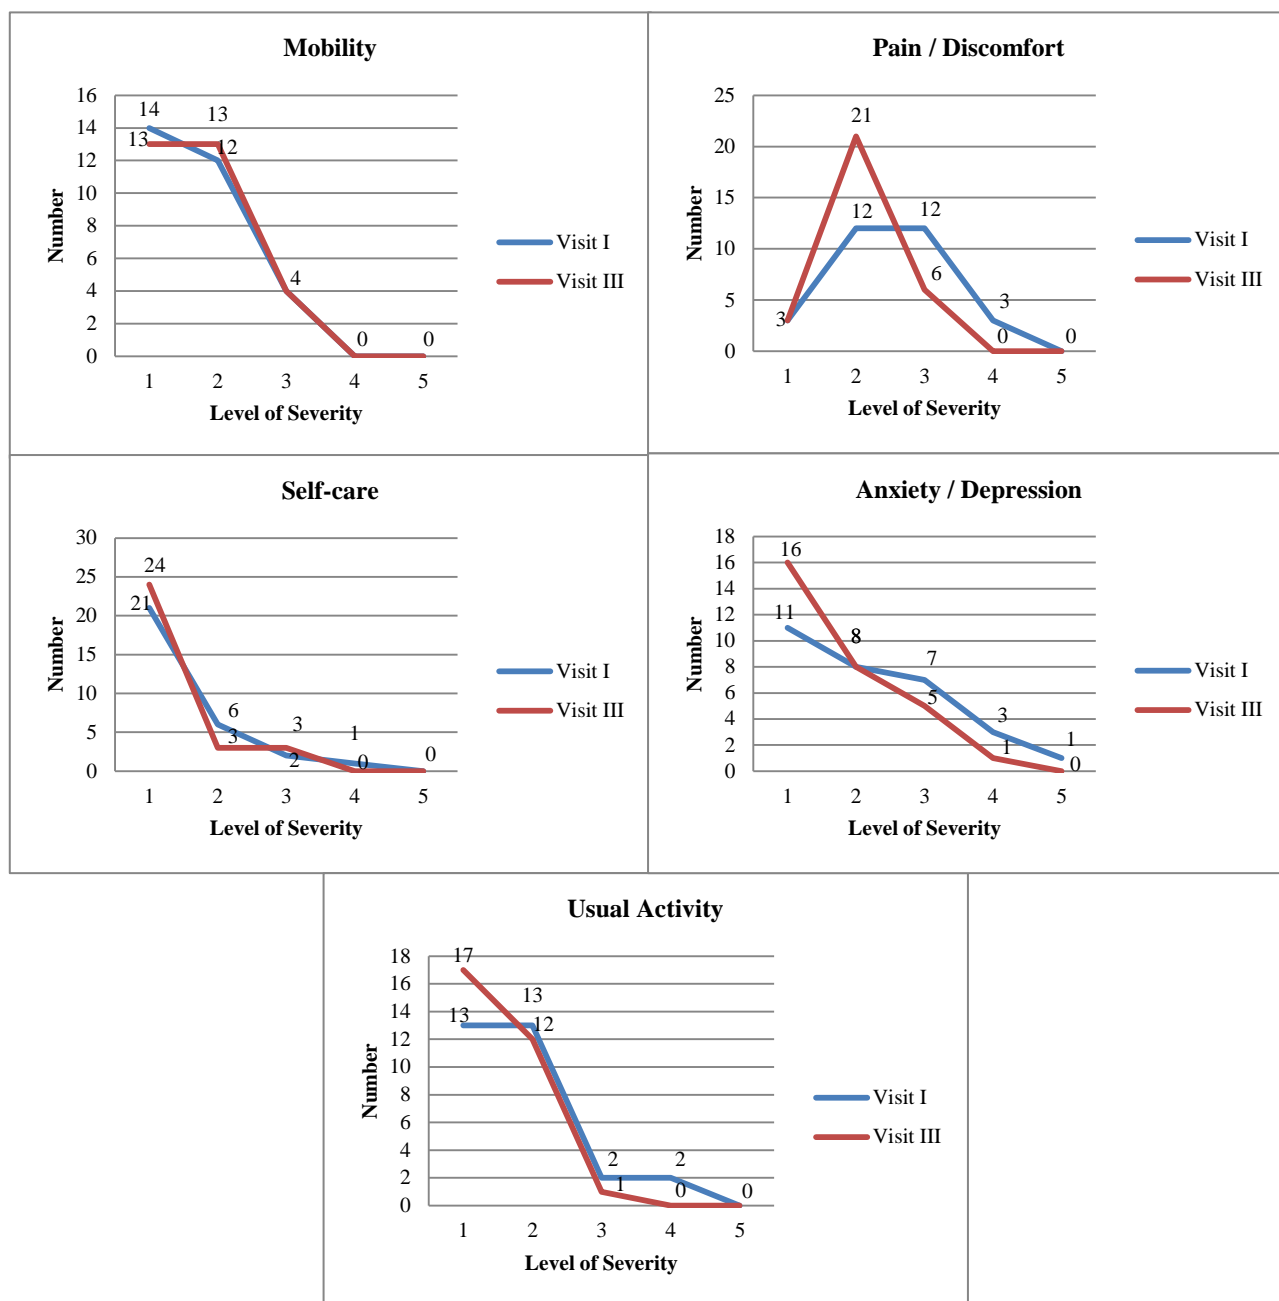 Mobility
16
14
12
10
8
6
4
2
0
14
13
13
12
4
0
0
1 2 3 4 5
Number
Level of Severity
Visit I
Visit III
Pain / Discomfort
25
20
15
10
5
0
3
21
12
12
6
3
0
0
1 2 3 4 5
Number
Level of Severity
Visit I
Visit III
Self-care
30
25
20
15
10
5
0
24
21
6
3
3
2
1
0
0
1 2 3 4 5
Number
Level of Severity
Visit I
Visit III
Anxiety / Depression
18
16
14
12
10
8
6
4
2
0
16
11
8
7
5
3
1
1
0
1 2 3 4 5
Number
Level of Severity
Visit I
Visit III
Usual Activity
18
16
14
12
10
8
6
4
2
0
17
13
13
12
2
1
2
0
0
1 2 3 4 5
Number
Level of Severity
Visit I
Visit III